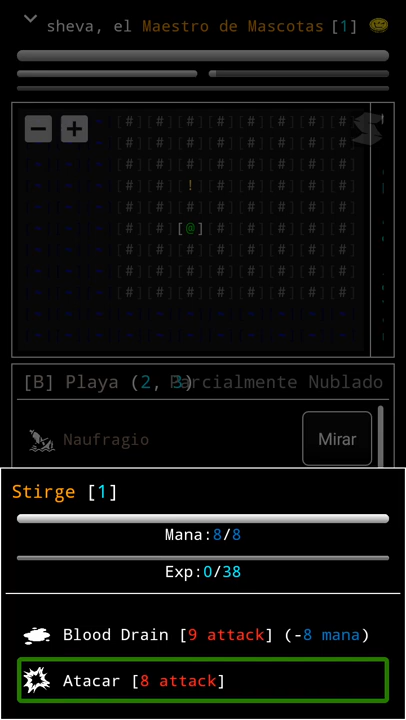 sheva, el Maestro de Mascotas [1]
− +
[#][#][#][#][#][#][#][#]
[#][#][#][#][#][#][#][#]
[#][#][#][#][#][#][#][#]
[#][#] ! [#][#][#][#][#]
[#][#][#][#][#][#][#][#]
[#][#][@][#][#][#][#][#]
[#][#][#][#][#][#][#][#]
[#][#][#][#][#][#][#][#]
[#][#][#][#][#][#][#][#]
[B] Playa (2, 3) Parcialmente Nublado
Naufragio Mirar
Stirge [1]
Mana:8/8
Exp:0/38
Blood Drain [9 attack] (-8 mana)
Atacar [8 attack]